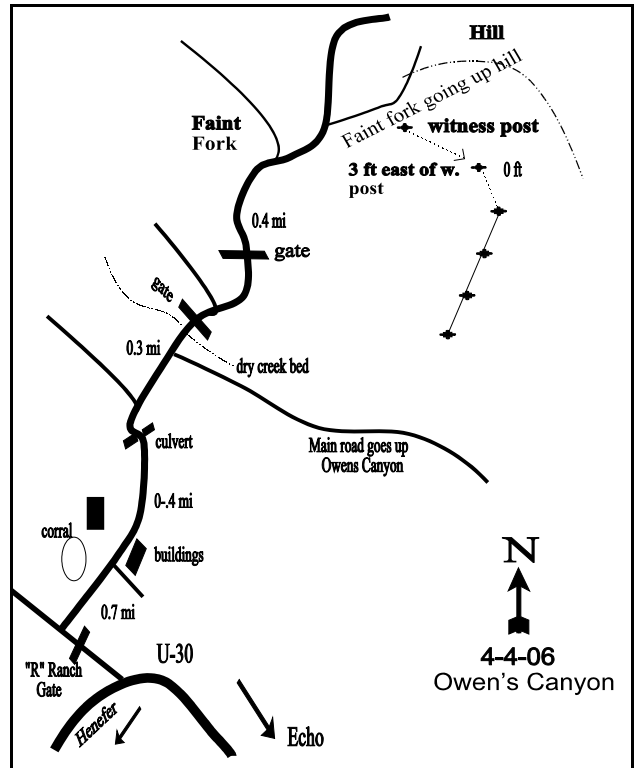 Hill
Faint fork going up hill
Faint
Fork
witness post
3 ft east of w.
post
0 ft
0.4 mi
gate
gate
0.3 mi
dry creek bed
culvert
Main road goes up
Owens Canyon
0-.4 mi
corral
buildings
0.7 mi
N
"R" Ranch
Gate
U-30
4-4-06
Owen's Canyon
Henefer
Echo